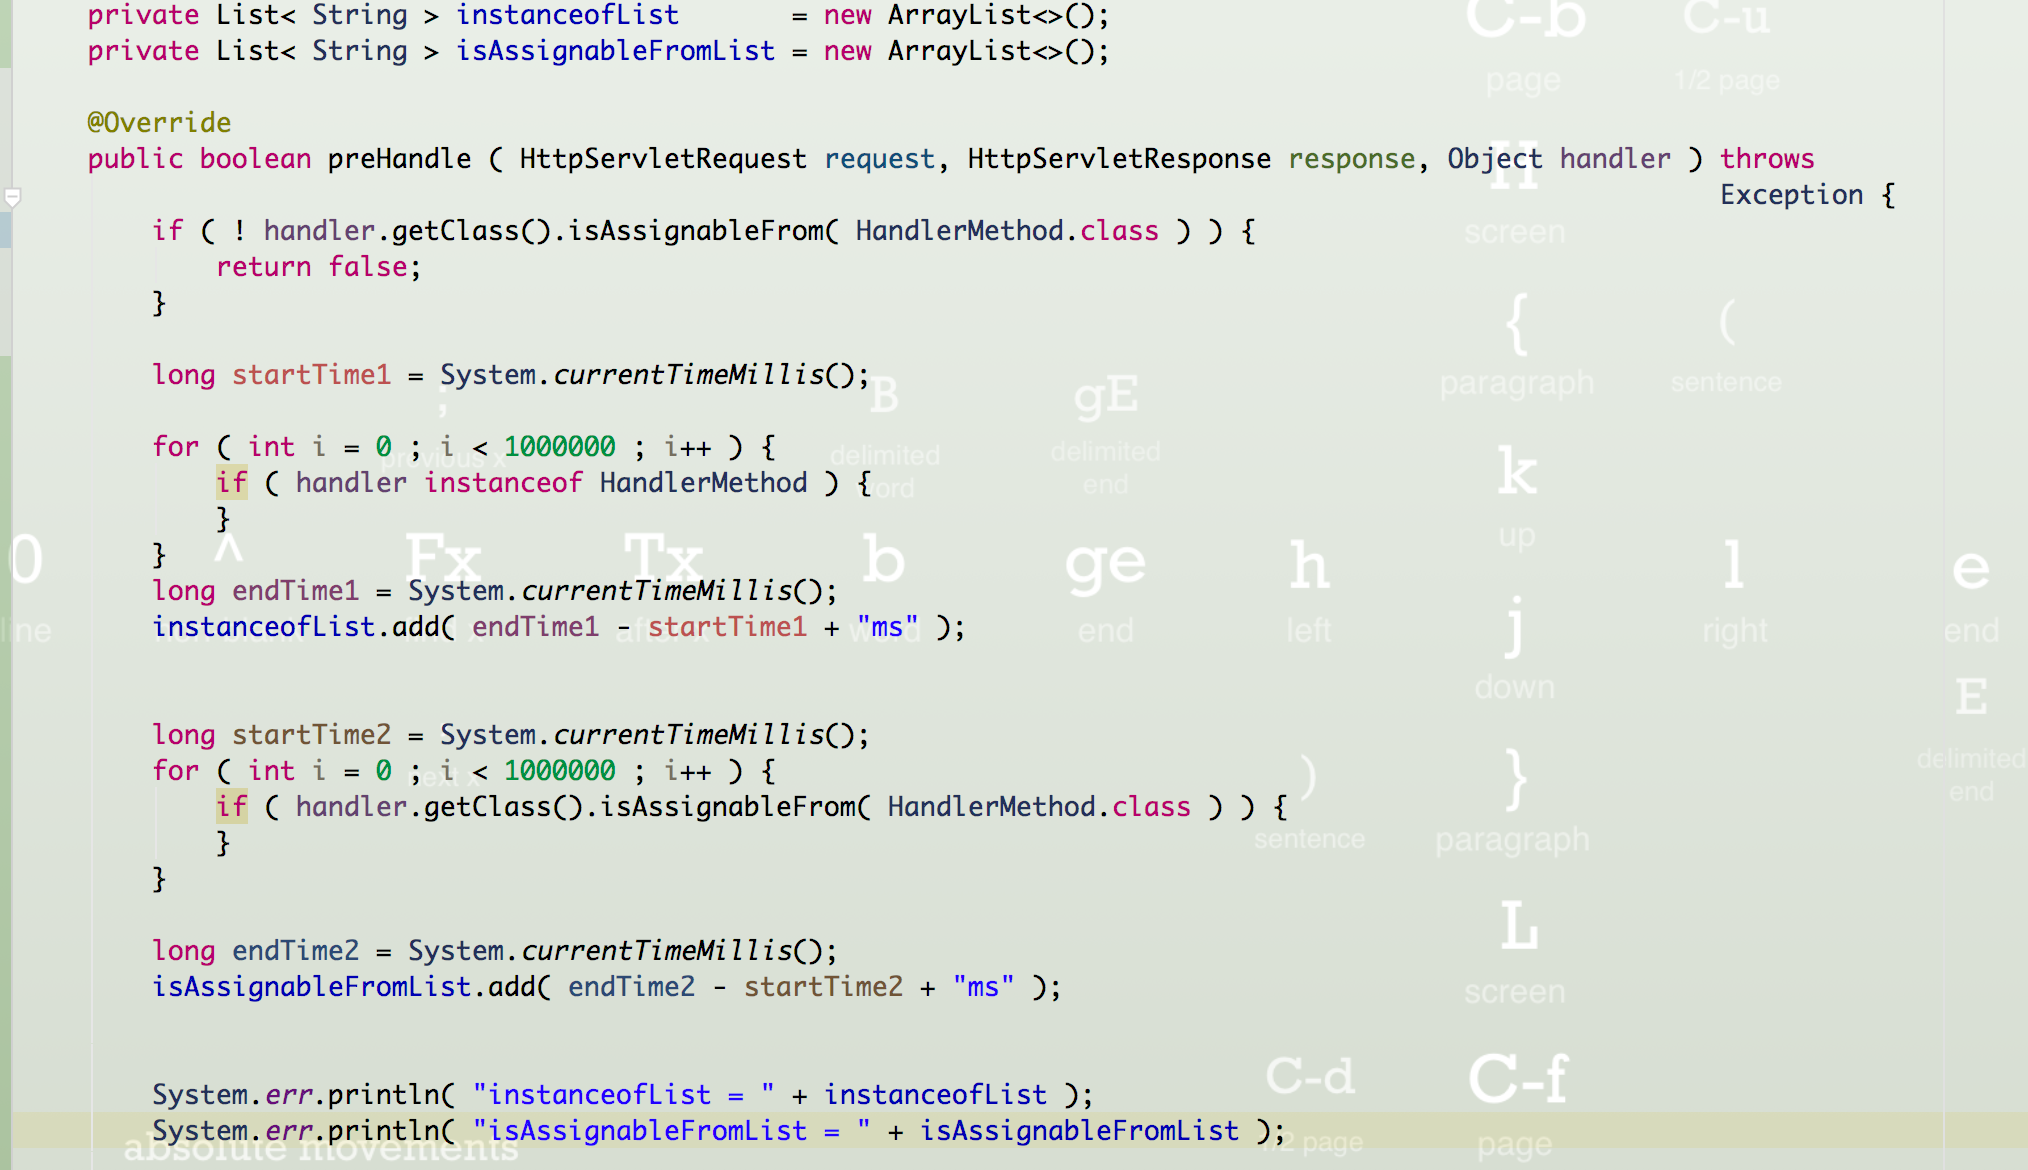 private List< String > instanceofList       = new ArrayList<>();
private List< String > isAssignableFromList = new ArrayList<>();
@Override
public boolean preHandle ( HttpServletRequest request, HttpServletResponse response, Object handler ) throws
Exception {
if ( ! handler.getClass().isAssignableFrom( HandlerMethod.class ) ) {
return false;
}
long startTime1 = System.currentTimeMillis();
for ( int i = 0 ; i < 1000000 ; i++ ) {
if ( handler instanceof HandlerMethod ) {
}
}
long endTime1 = System.currentTimeMillis();
instanceofList.add( endTime1 - startTime1 + "ms" );
long startTime2 = System.currentTimeMillis();
for ( int i = 0 ; i < 1000000 ; i++ ) {
if ( handler.getClass().isAssignableFrom( HandlerMethod.class ) ) {
}
}
long endTime2 = System.currentTimeMillis();
isAssignableFromList.add( endTime2 - startTime2 + "ms" );
System.err.println( "instanceofList = " + instanceofList );
System.err.println( "isAssignableFromList = " + isAssignableFromList );
C-b
page
C-u
1/2 page
H
screen
{
paragraph
(
sentence
;
previous x
B
delimited
word
gE
delimited
end
k
up
0
line
^
Fx
Tx
b
word
ge
end
h
left
j
down
l
right
e
end
E
delimited
end
next x
)
sentence
}
paragraph
L
screen
C-d
1/2 page
C-f
page
absolute movements